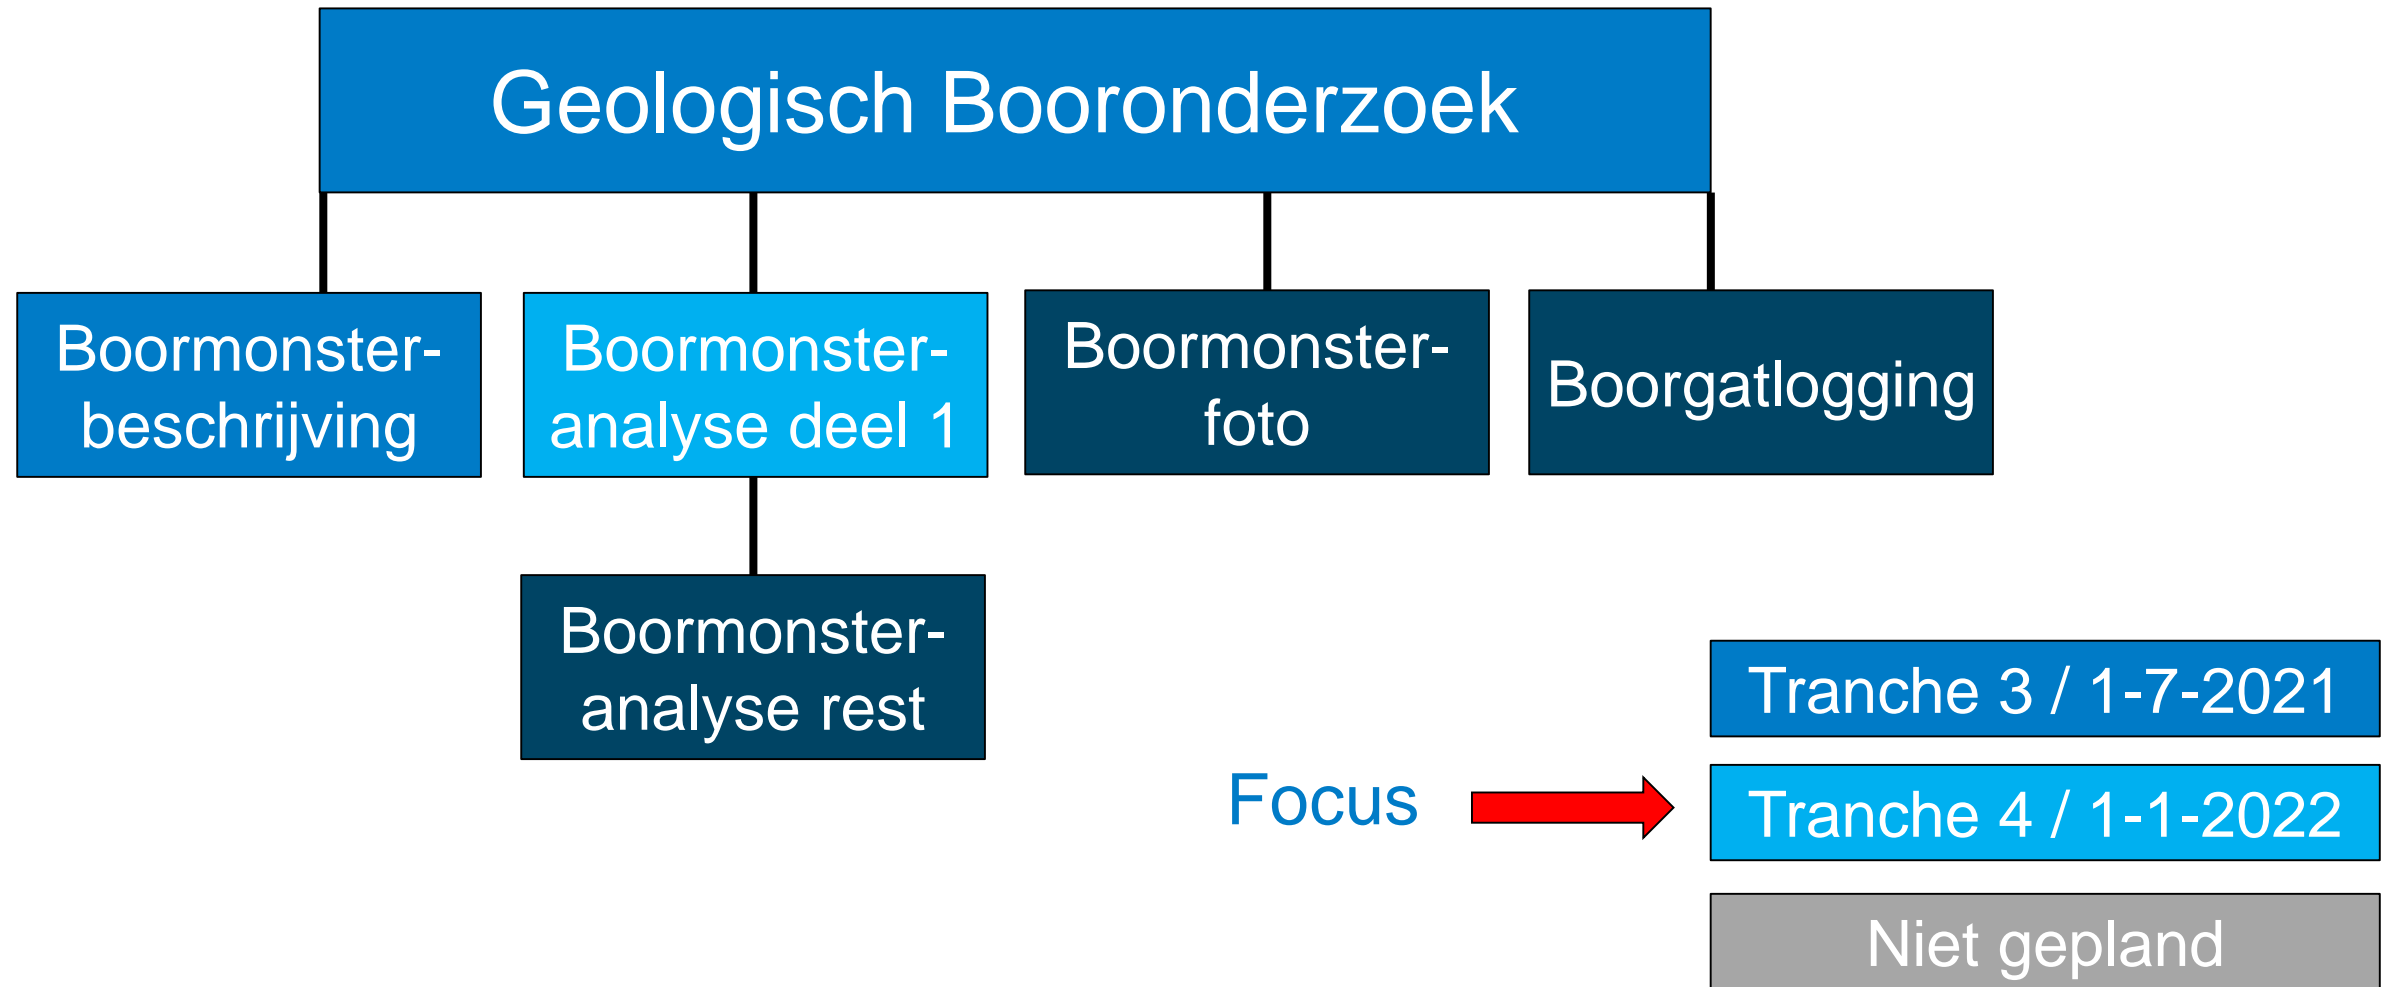 Geologisch Booronderzoek
Boormonster-
beschrijving
Boormonster-
analyse deel 1
Boormonster-
foto
Boorgatlogging
Boormonster-
analyse rest
Tranche 3 / 1-7-2021
Focus
Tranche 4 / 1-1-2022
Niet gepland